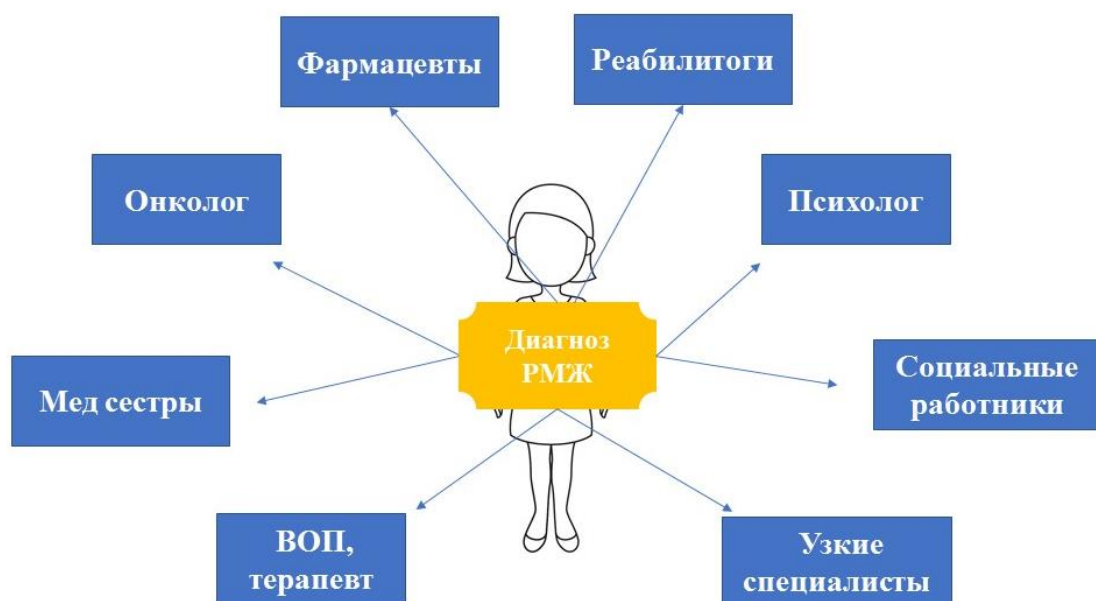 Фармацевты
Реабилитоги
Онколог
Психолог
Диагноз
РМЖ
Мед сестры
Социальные
работники
ВОП,
терапевт
Узкие
специалисты